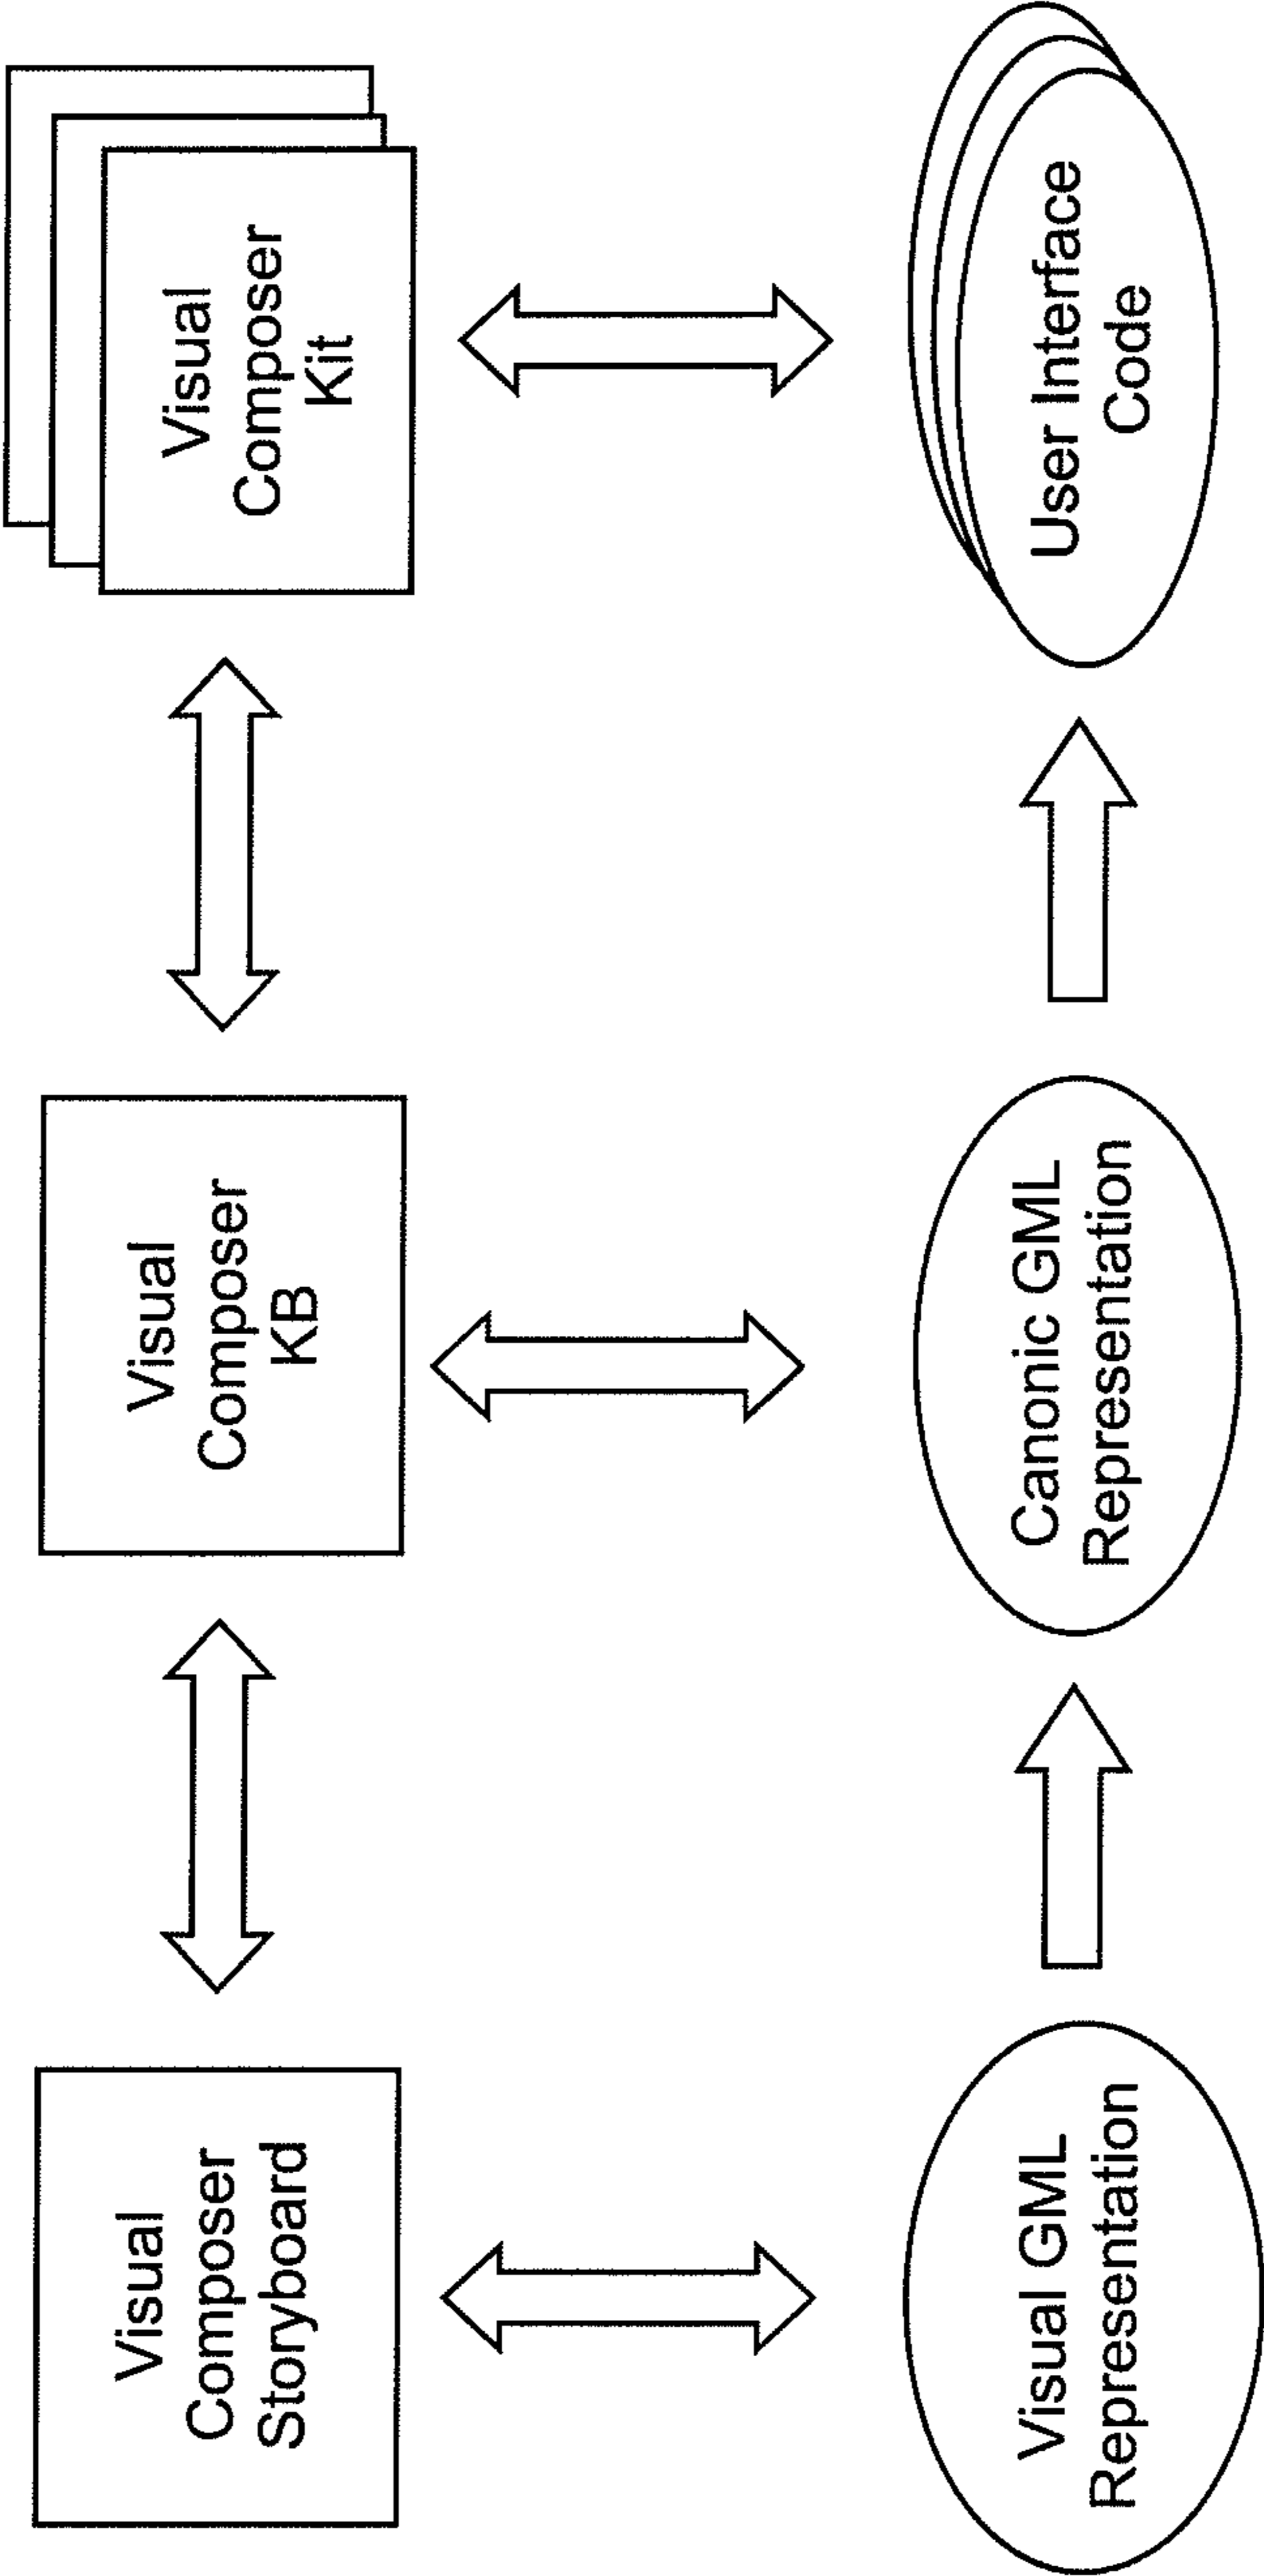 Visual
Composer
Storyboard
Visual
Composer
KB
Visual
Composer
Kit
Visual GML
Representation
Canonic GML
Representation
User Interface
Code